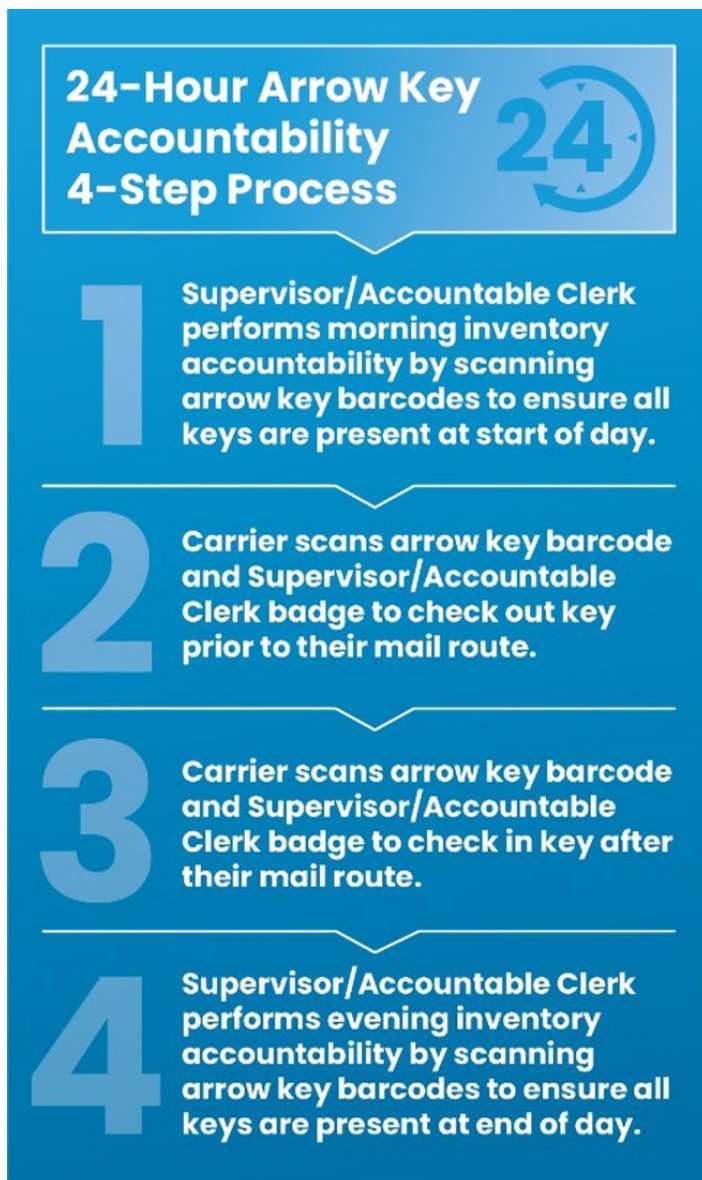 24-Hour Arrow Key
Accountability
4-Step Process
24
1
Supervisor/Accountable Clerk
performs morning inventory
accountability by scanning
arrow key barcodes to ensure all
keys are present at start of day.
2
Carrier scans arrow key barcode
and Supervisor/Accountable
Clerk badge to check out key
prior to their mail route.
3
Carrier scans arrow key barcode
and Supervisor/Accountable
Clerk badge to check in key after
their mail route.
4
Supervisor/Accountable Clerk
performs evening inventory
accountability by scanning
arrow key barcodes to ensure all
keys are present at end of day.